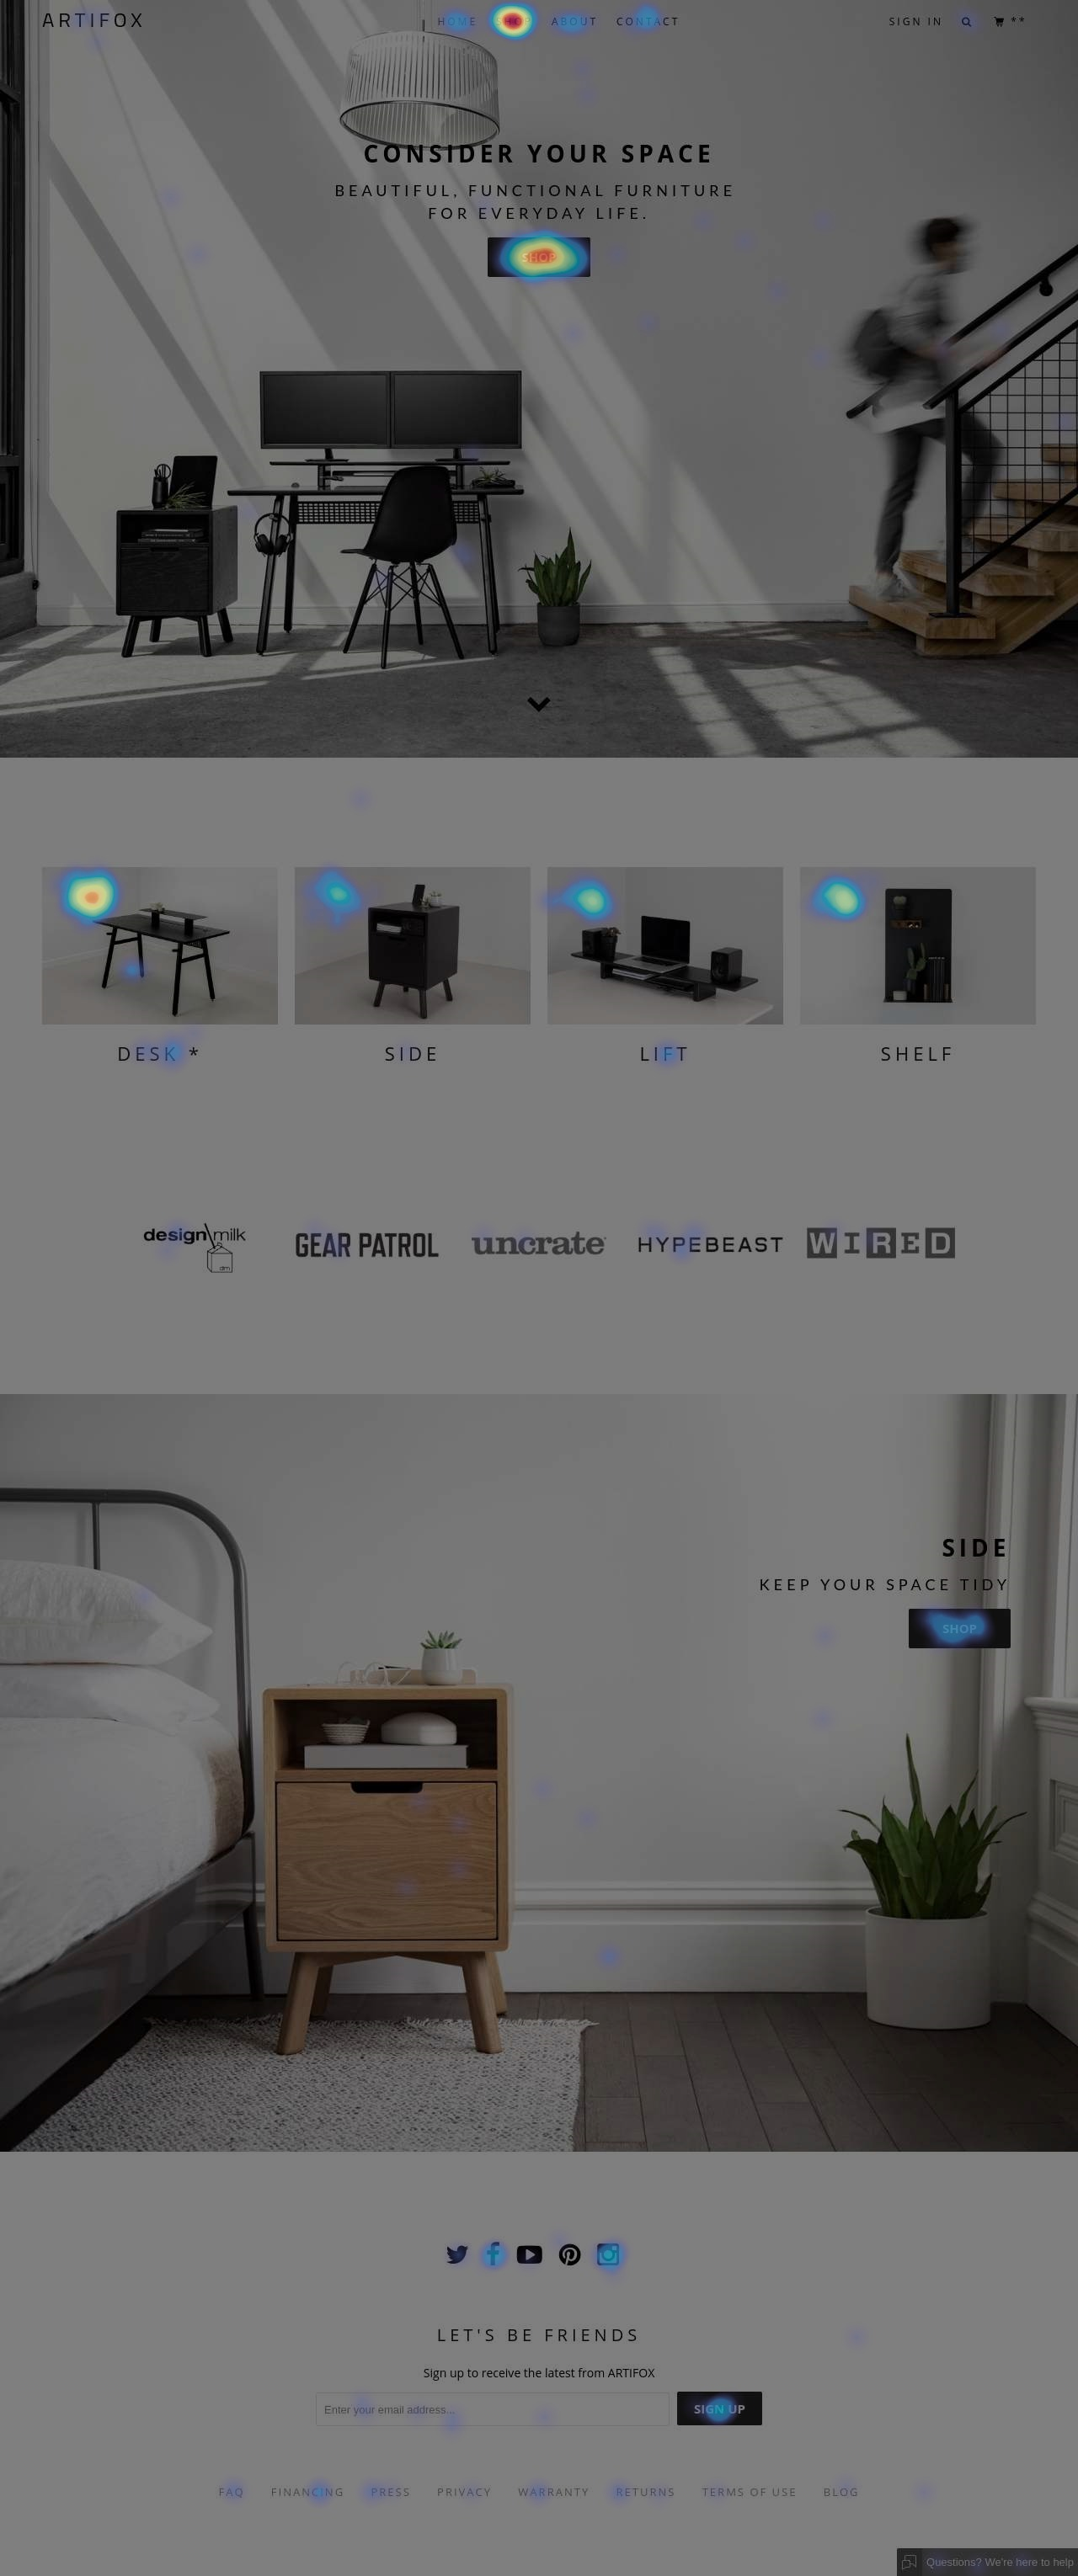 ARTIFOX
HOME SHOP ABOUT CONTACT
SIGN IN **
CONSIDER YOUR SPACE
BEAUTIFUL, FUNCTIONAL FURNITURE
FOR EVERYDAY LIFE.
SHOP
DESK * SIDE LIFT SHELF
design milk dm GEAR PATROL uncrate HYPEBEAST WIRED
SIDE
KEEP YOUR SPACE TIDY
SHOP
LET'S BE FRIENDS
Sign up to receive the latest from ARTIFOX
Enter your email address... SIGN UP
FAQ FINANCING PRESS PRIVACY WARRANTY RETURNS TERMS OF USE BLOG
Questions? We're here to help